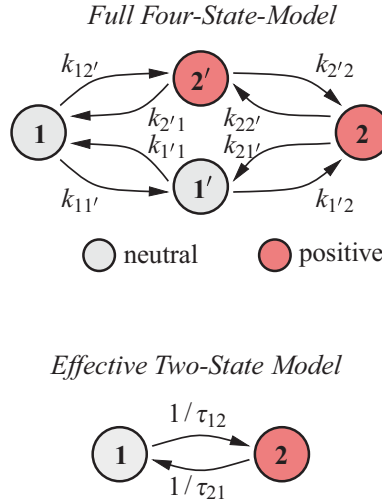 Full Four-State-Model
k12′ 2′ k2′2
1 k2′1 k22′ 2
k1′1 k21′
k11′ 1′ k1′2
neutral positive
Effective Two-State Model
1/τ12
1 2
1/τ21